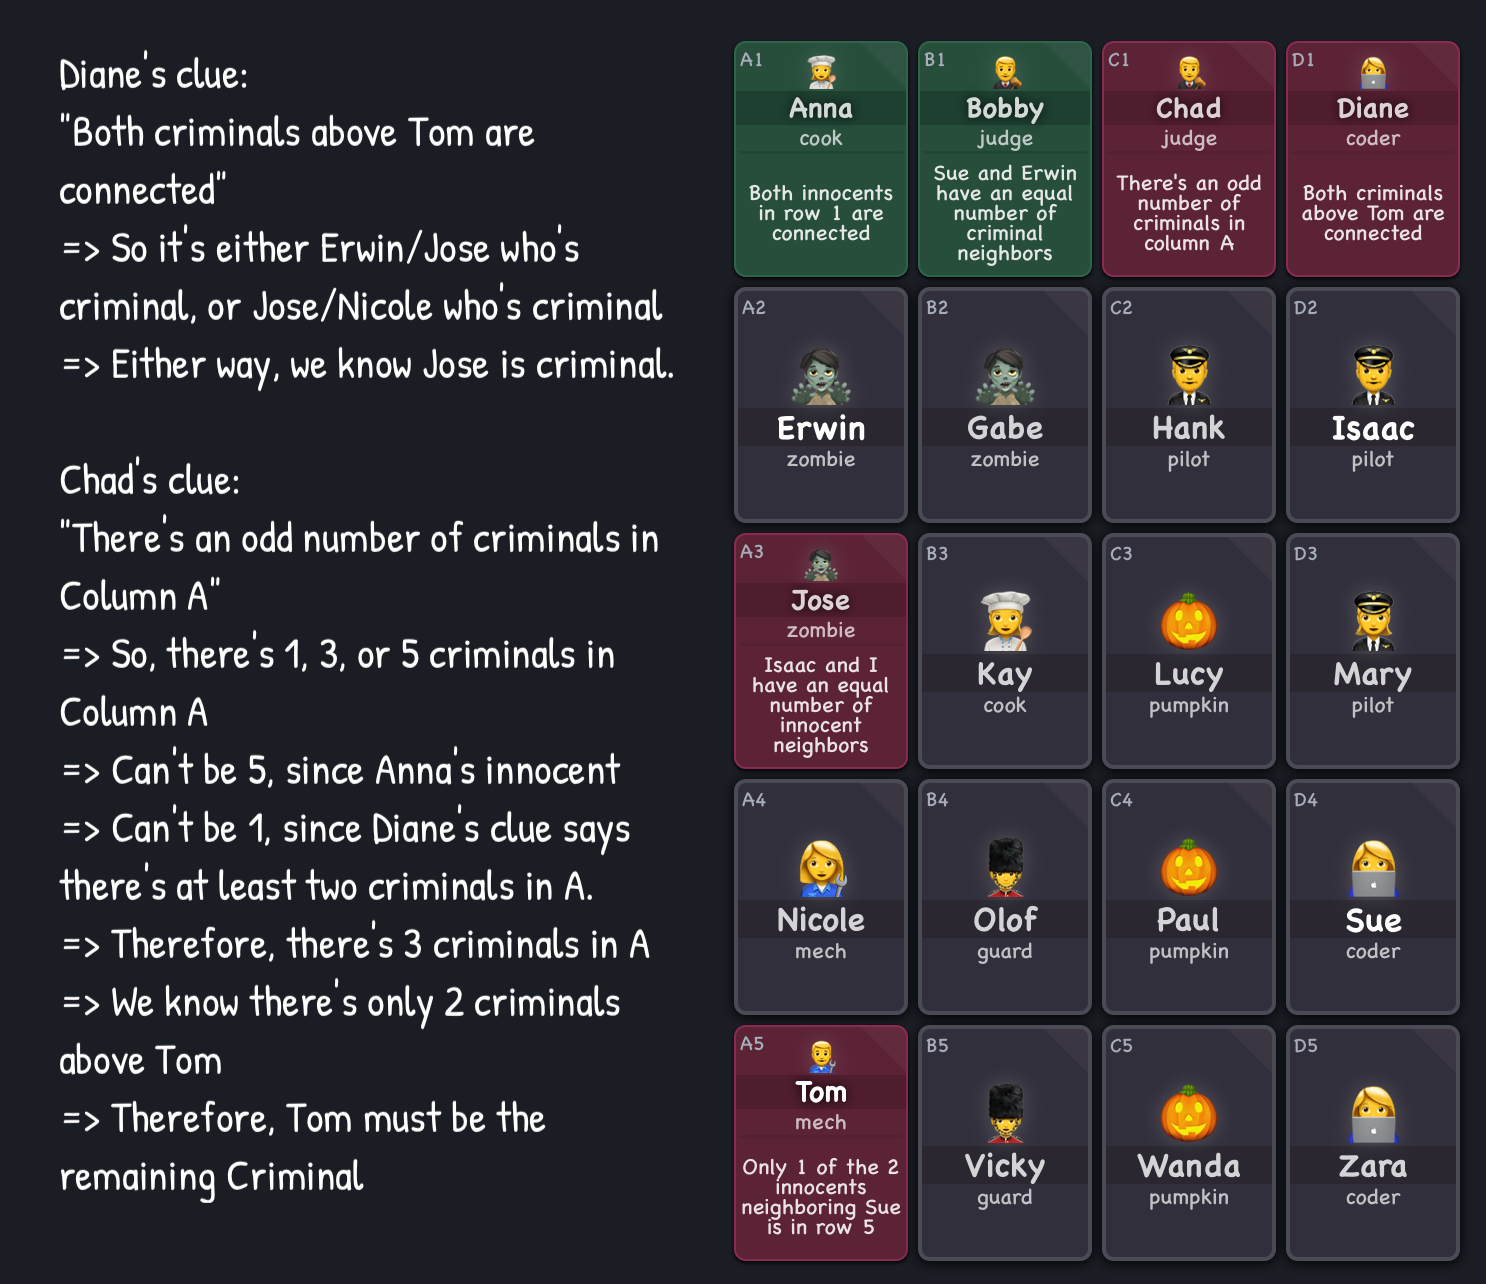 Diane's clue:
"Both criminals above Tom are
connected"
=> So it's either Erwin/Jose who's
criminal, or Jose/Nicole who's criminal
=> Either way, we know Jose is criminal.
Chad's clue:
"There's an odd number of criminals in
Column A"
=> So, there's 1, 3, or 5 criminals in
Column A
=> Can't be 5, since Anna's innocent
=> Can't be 1, since Diane's clue says
there's at least two criminals in A.
=> Therefore, there's 3 criminals in A
=> We know there's only 2 criminals
above Tom
=> Therefore, Tom must be the
remaining Criminal
A1
Anna
cook
Both innocents
in row 1 are
connected
B1
Bobby
judge
Sue and Erwin
have an equal
number of
criminal
neighbors
C1
Chad
judge
There's an odd
number of
criminals in
column A
D1
Diane
coder
Both criminals
above Tom are
connected
A2
Erwin
zombie
B2
Gabe
zombie
C2
Hank
pilot
D2
Isaac
pilot
A3
Jose
zombie
Isaac and I
have an equal
number of
innocent
neighbors
B3
Kay
cook
C3
Lucy
pumpkin
D3
Mary
pilot
A4
Nicole
mech
B4
Olof
guard
C4
Paul
pumpkin
D4
Sue
coder
A5
Tom
mech
Only 1 of the 2
innocents
neighboring Sue
is in row 5
B5
Vicky
guard
C5
Wanda
pumpkin
D5
Zara
coder